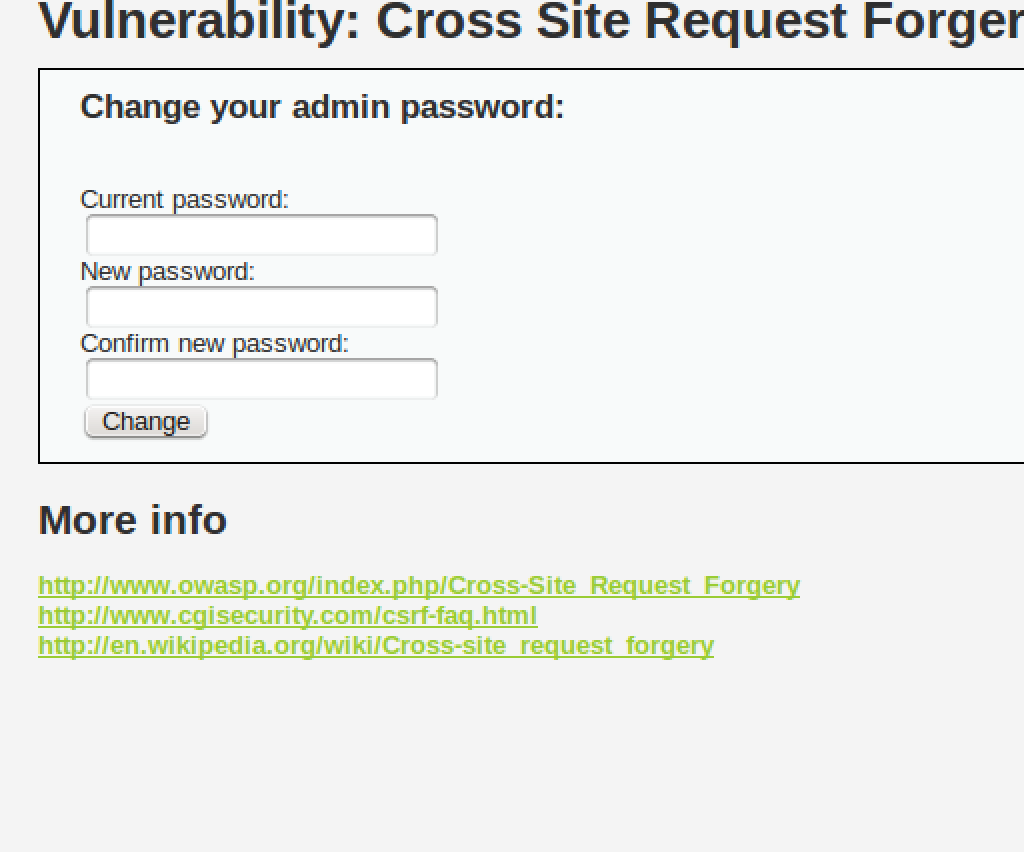 Vulnerability: Cross Site Request Forger
Change your admin password:
Current password:
New password:
Confirm new password:
Change
More info
http://www.owasp.org/index.php/Cross-Site_Request_Forgery
http://www.cgisecurity.com/csrf-faq.html
http://en.wikipedia.org/wiki/Cross-site_request_forgery